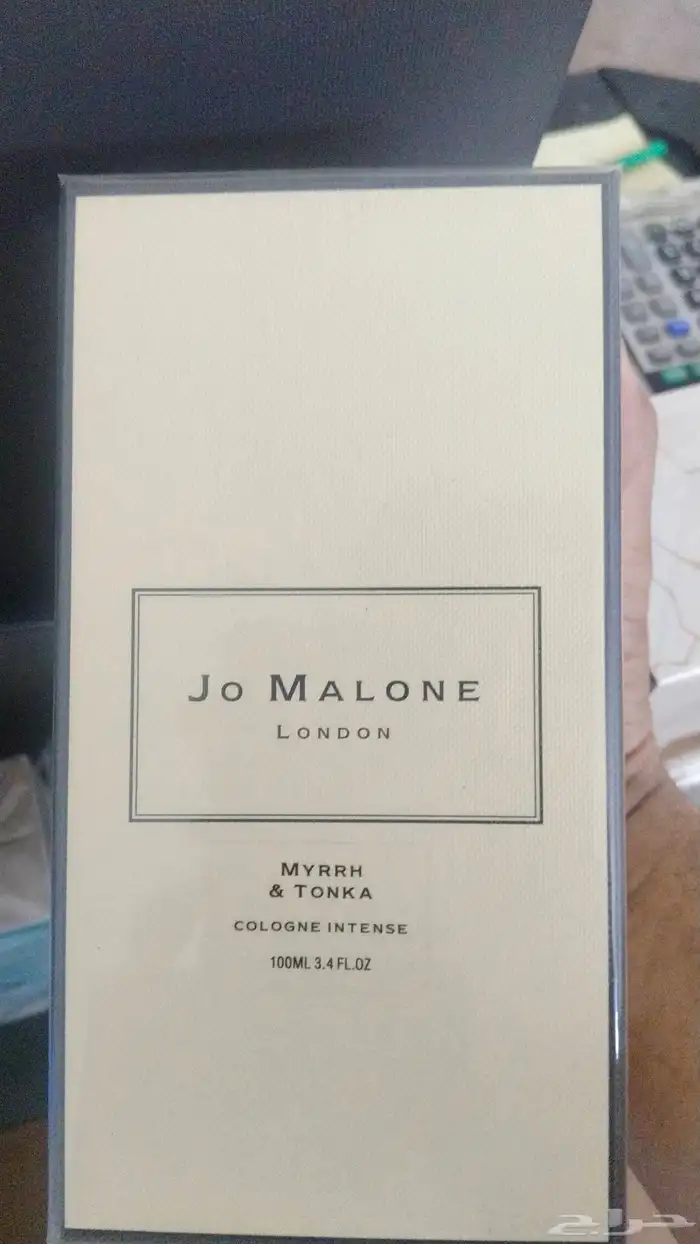 Jo Malone
London
Myrrh
& Tonka
COLOGNE INTENSE
100ML 3.4 FL.OZ
حراج